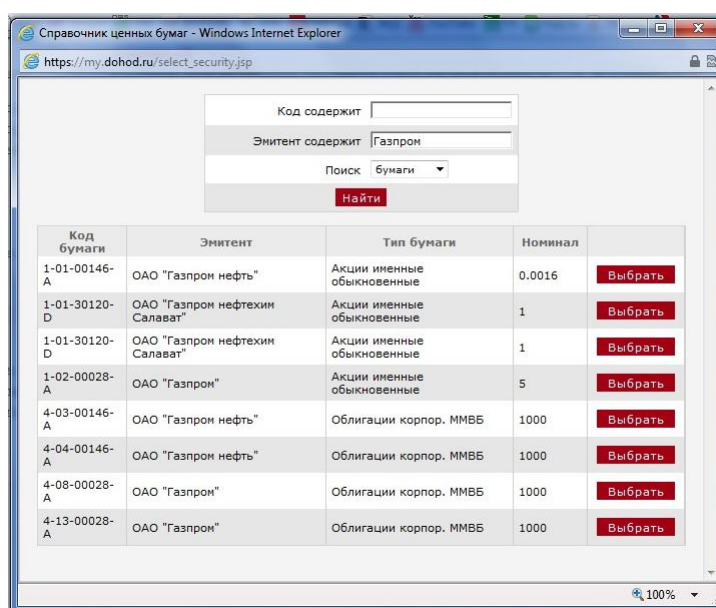 Справочник ценных бумаг - Windows Internet Explorer
https://my.dohod.ru/select_security.jsp
Код содержит
Эмитент содержит Газпром
Поиск бумаги
Найти
Код бумаги Эмитент Тип бумаги Номинал
1-01-00146-A ОАО "Газпром нефть" Акции именные обыкновенные 0.0016 Выбрать
1-01-30120-D ОАО "Газпром нефтехим Салават" Акции именные обыкновенные 1 Выбрать
1-01-30120-D ОАО "Газпром нефтехим Салават" Акции именные обыкновенные 1 Выбрать
1-02-00028-A ОАО "Газпром" Акции именные обыкновенные 5 Выбрать
4-03-00146-A ОАО "Газпром нефть" Облигации корпор. ММВБ 1000 Выбрать
4-04-00146-A ОАО "Газпром нефть" Облигации корпор. ММВБ 1000 Выбрать
4-08-00028-A ОАО "Газпром" Облигации корпор. ММВБ 1000 Выбрать
4-13-00028-A ОАО "Газпром" Облигации корпор. ММВБ 1000 Выбрать
100%